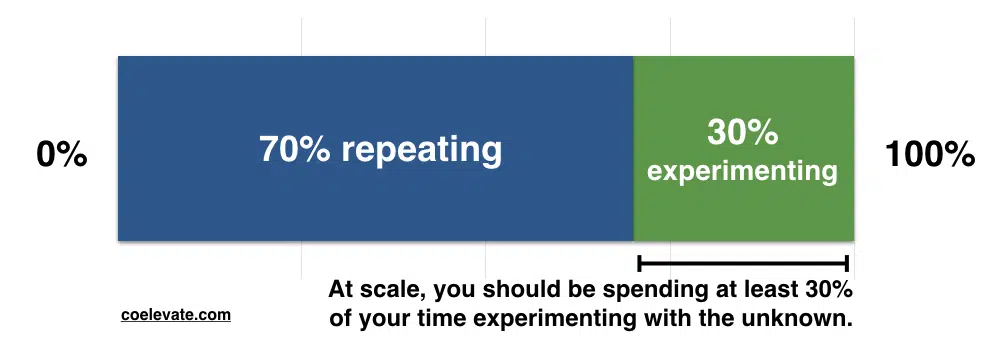 0%
70% repeating
30%
experimenting
100%
At scale, you should be spending at least 30%
of your time experimenting with the unknown.
coelevate.com